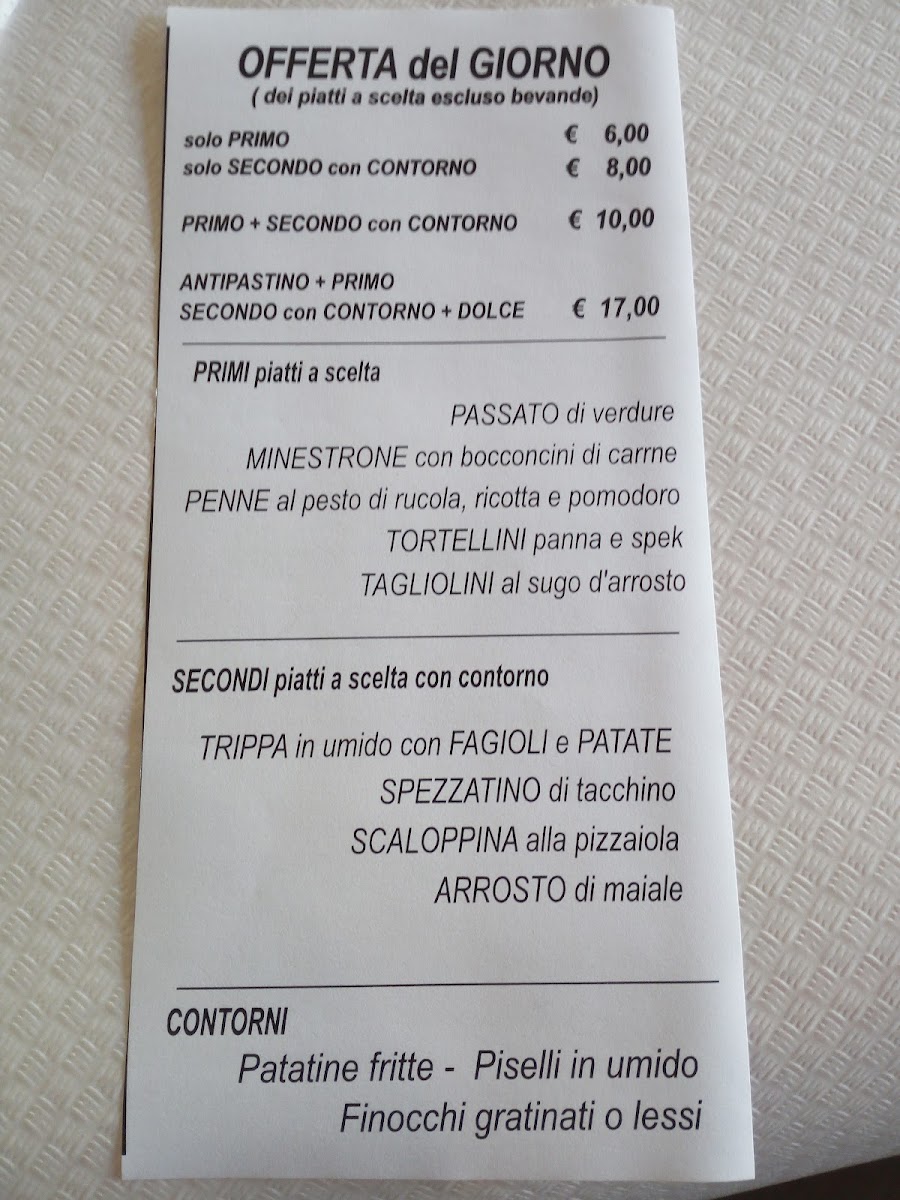 OFFERTA del GIORNO
( dei piatti a scelta escluso bevande)
solo PRIMO € 6,00
solo SECONDO con CONTORNO € 8,00
PRIMO + SECONDO con CONTORNO € 10,00
ANTIPASTINO + PRIMO
SECONDO con CONTORNO + DOLCE € 17,00
PRIMI piatti a scelta
PASSATO di verdure
MINESTRONE con bocconcini di carrne
PENNE al pesto di rucola, ricotta e pomodoro
TORTELLINI panna e spek
TAGLIOLINI al sugo d'arrosto
SECONDI piatti a scelta con contorno
TRIPPA in umido con FAGIOLI e PATATE
SPEZZATINO di tacchino
SCALOPPINA alla pizzaiola
ARROSTO di maiale
CONTORNI
Patatine fritte - Piselli in umido
Finocchi gratinati o lessi